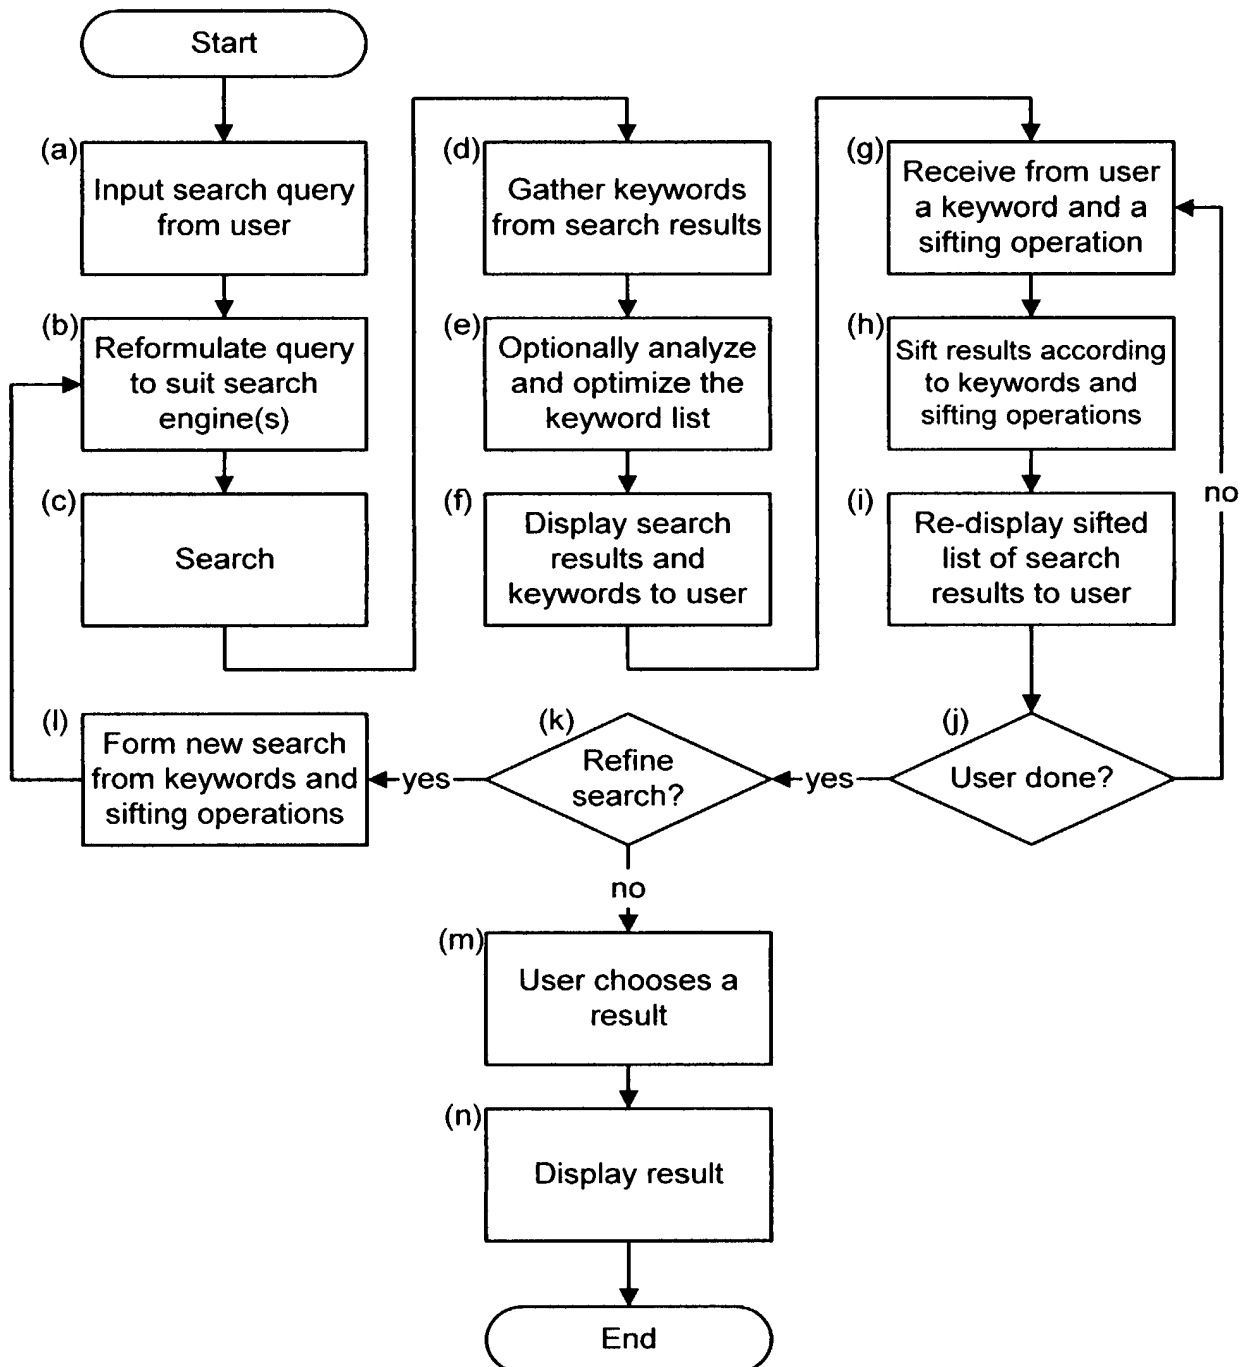 Start
(a)
Input search query
from user
(b)
Reformulate query
to suit search
engine(s)
(c)
Search
(d)
Gather keywords
from search results
(e)
Optionally analyze
and optimize the
keyword list
(f)
Display search
results and
keywords to user
(g)
Receive from user
a keyword and a
sifting operation
(h)
Sift results according
to keywords and
sifting operations
(i)
Re-display sifted
list of search
results to user
(j)
User done?
no
yes
(k)
Refine
search?
yes
(l)
Form new search
from keywords and
sifting operations
no
(m)
User chooses a
result
(n)
Display result
End